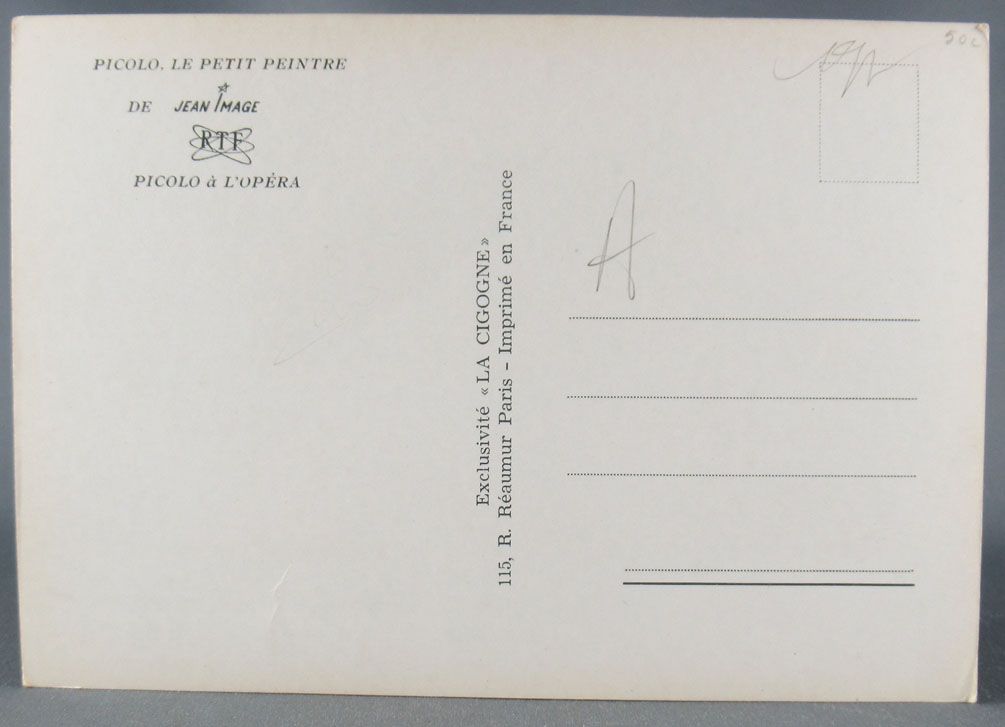 PICOLO, LE PETIT PEINTRE
DE JEAN IMAGE
RTF
PICOLO à L'OPÉRA
Exclusivité « LA CIGOGNE »
115, R. Réaumur Paris - Imprimé en France
A
50c